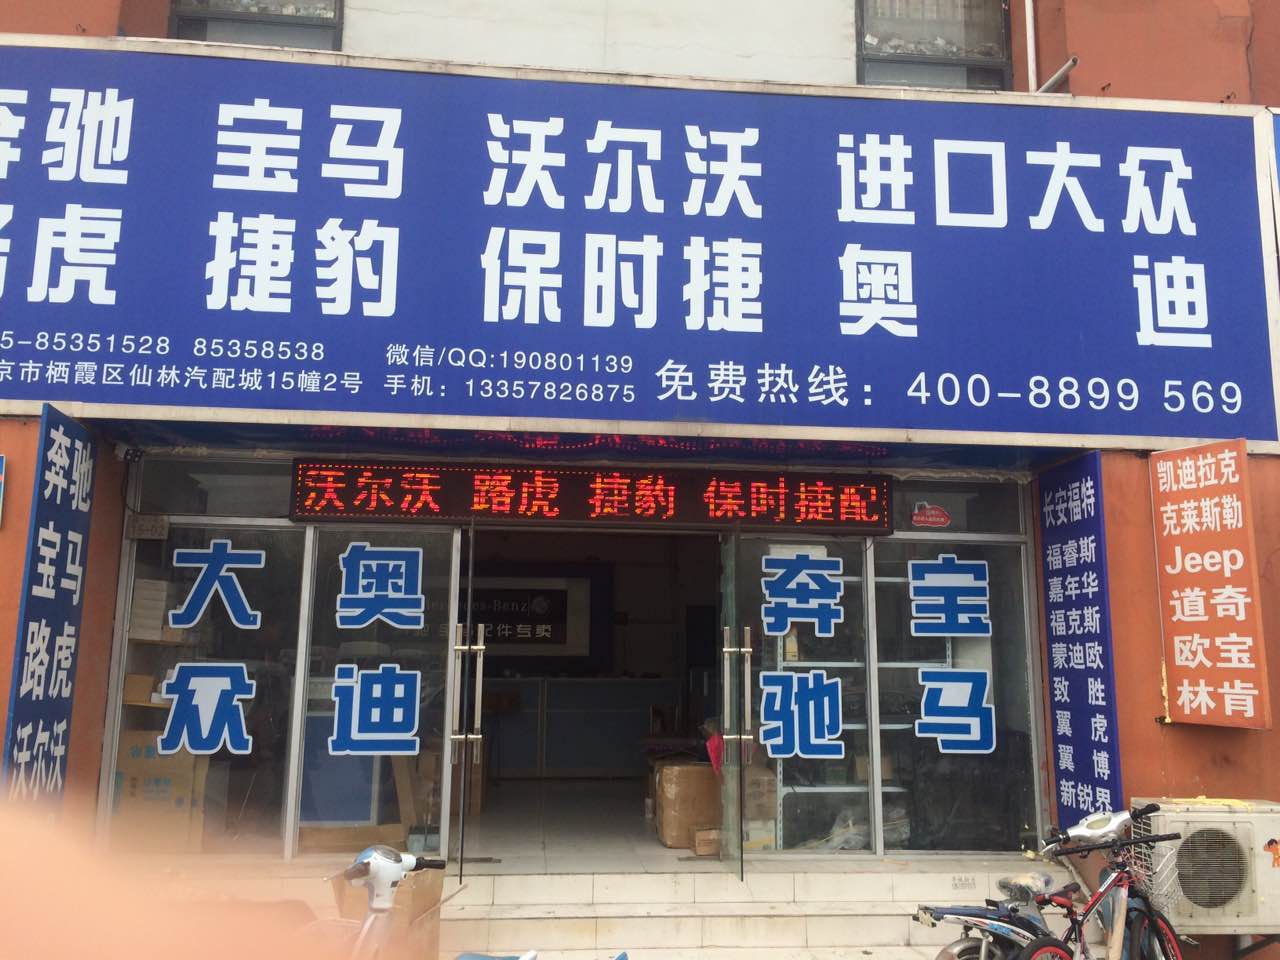 奔驰 宝马 沃尔沃 进口大众
路虎 捷豹 保时捷 奥迪
5-85351528 85358538
微信/QQ:190801139
京市栖霞区仙林汽配城15幢2号
手机：13357826875
免费热线：400-8899 569
沃尔沃 路虎 捷豹 保时捷配
奔驰
宝马
路虎
沃尔沃
大众
奥迪
Mercedes-Benz
配件专卖
奔驰
宝马
长安福特
福睿斯
嘉年华
福克斯
蒙迪欧
致胜
翼虎
翼博
新锐界
凯迪拉克
克莱斯勒
Jeep
道奇
欧宝
林肯